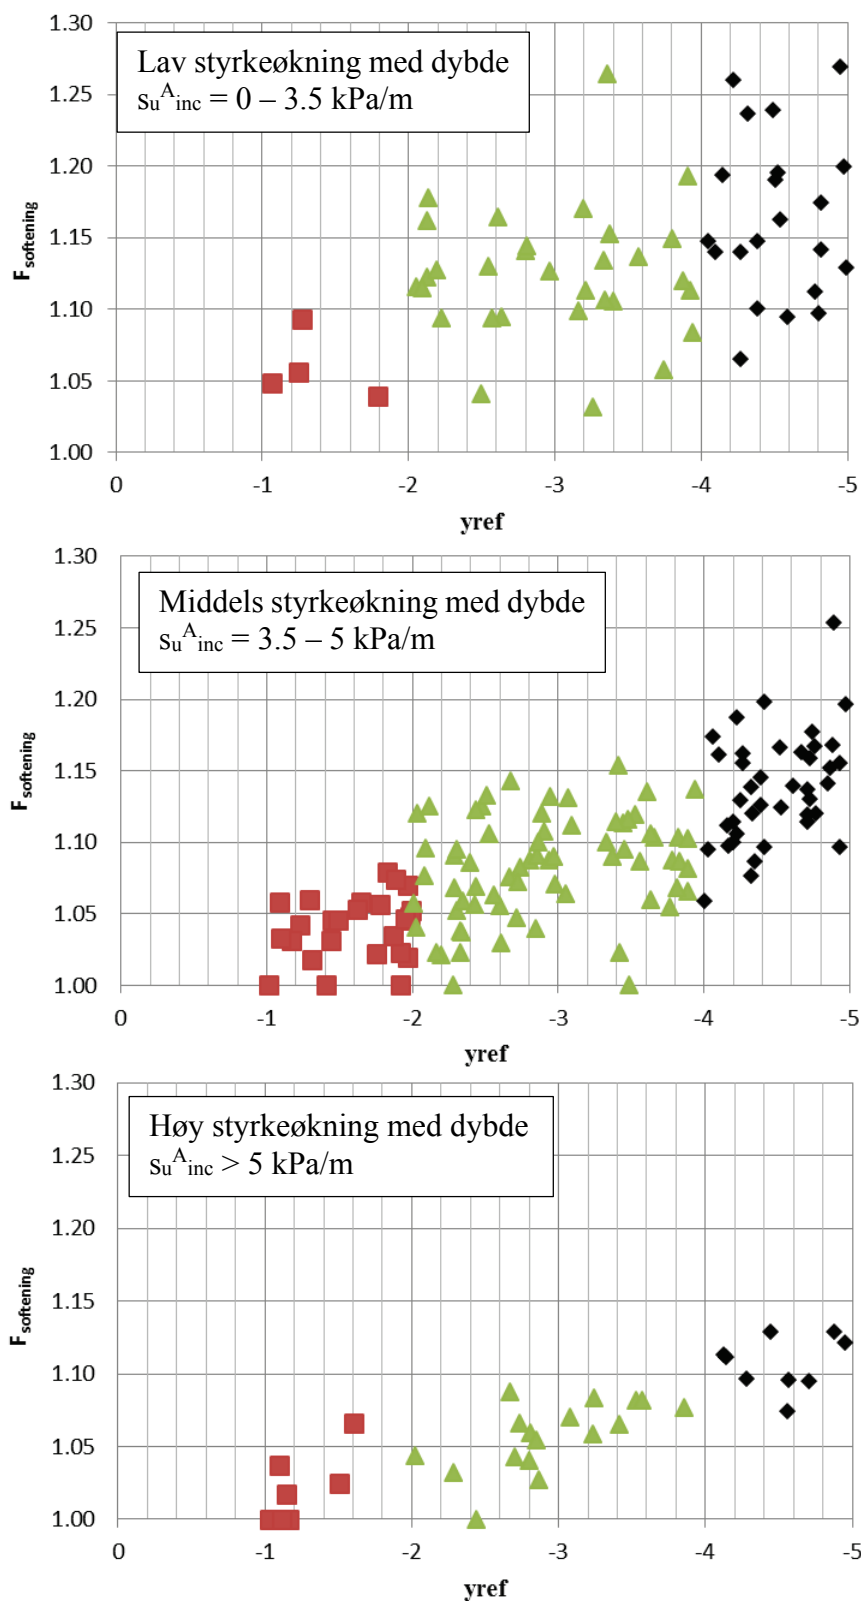 1.30
Lav styrkeøkning med dybde
suAinc = 0 – 3.5 kPa/m
1.25
1.20
1.15
Fsoftening
1.10
1.05
1.00
0 -1 -2 -3 -4 -5
yref
1.30
Middels styrkeøkning med dybde
suAinc = 3.5 – 5 kPa/m
1.25
1.20
1.15
Fsoftening
1.10
1.05
1.00
0 -1 -2 -3 -4 -5
yref
1.30
Høy styrkeøkning med dybde
suAinc > 5 kPa/m
1.25
1.20
1.15
Fsoftening
1.10
1.05
1.00
0 -1 -2 -3 -4 -5
yref